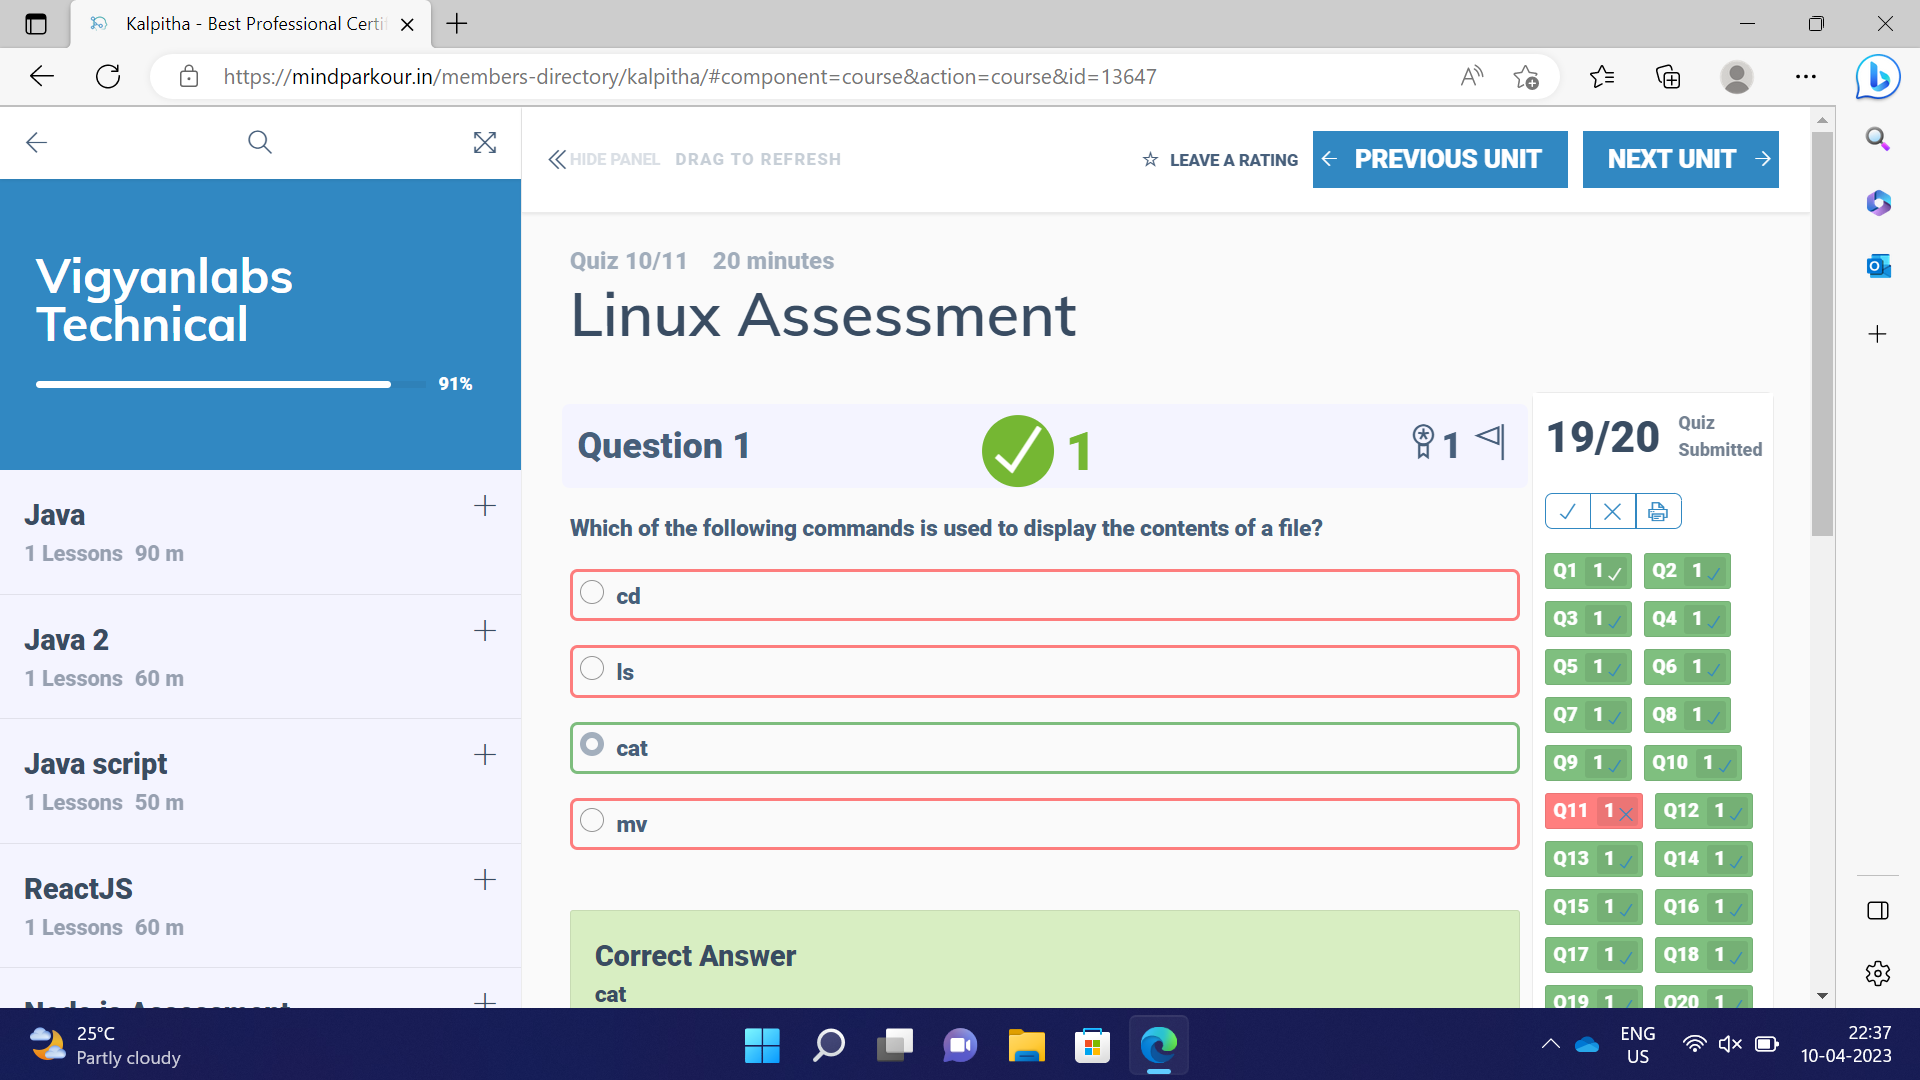 Kalpitha - Best Professional Certi
https://mindparkour.in/members-directory/kalpitha/#component=course&action=course&id=13647
HIDE PANEL DRAG TO REFRESH
LEAVE A RATING
PREVIOUS UNIT
NEXT UNIT
Vigyanlabs
Technical
91%
Java
1 Lessons 90 m
Java 2
1 Lessons 60 m
Java script
1 Lessons 50 m
ReactJS
1 Lessons 60 m
Node js Assessment
Quiz 10/11 20 minutes
Linux Assessment
Question 1
1
1
Which of the following commands is used to display the contents of a file?
cd
ls
cat
mv
Correct Answer
cat
19/20
Quiz
Submitted
Q1 1
Q2 1
Q3 1
Q4 1
Q5 1
Q6 1
Q7 1
Q8 1
Q9 1
Q10 1
Q11 1
Q12 1
Q13 1
Q14 1
Q15 1
Q16 1
Q17 1
Q18 1
Q19 1
Q20 1
25°C
Partly cloudy
ENG
US
22:37
10-04-2023